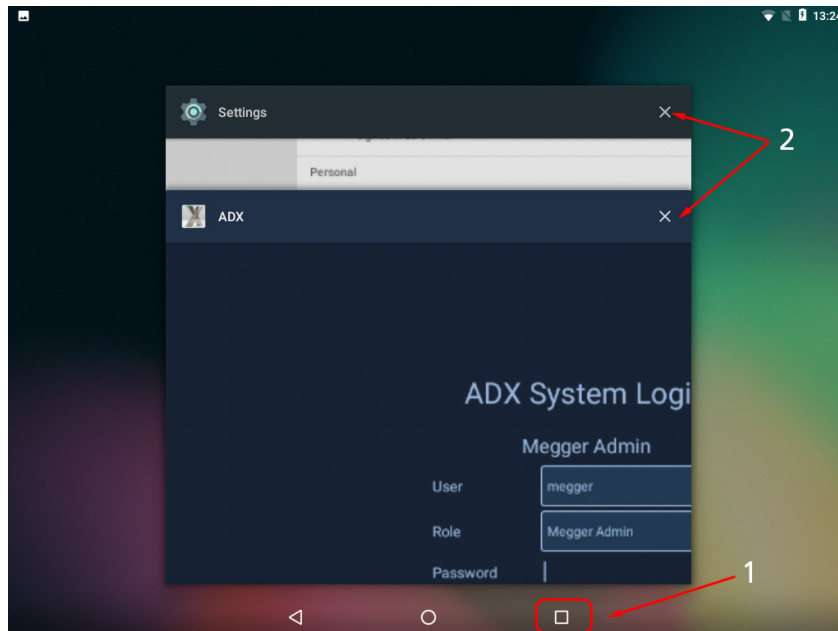 13:24
Settings
Personal
2
ADX
ADX System Logi
Megger Admin
User megger
Role Megger Admin
Password
1